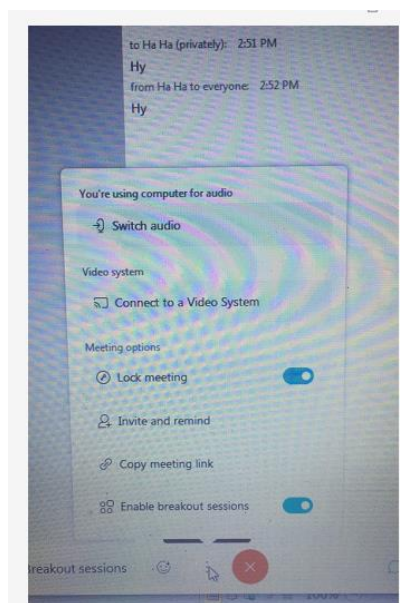 to Ha Ha (privately): 2:51 PM
Hy
from Ha Ha to everyone: 2:52 PM
Hy
You're using computer for audio
Switch audio
Video system
Connect to a Video System
Meeting options
Lock meeting
Invite and remind
Copy meeting link
Enable breakout sessions
Breakout sessions
100%